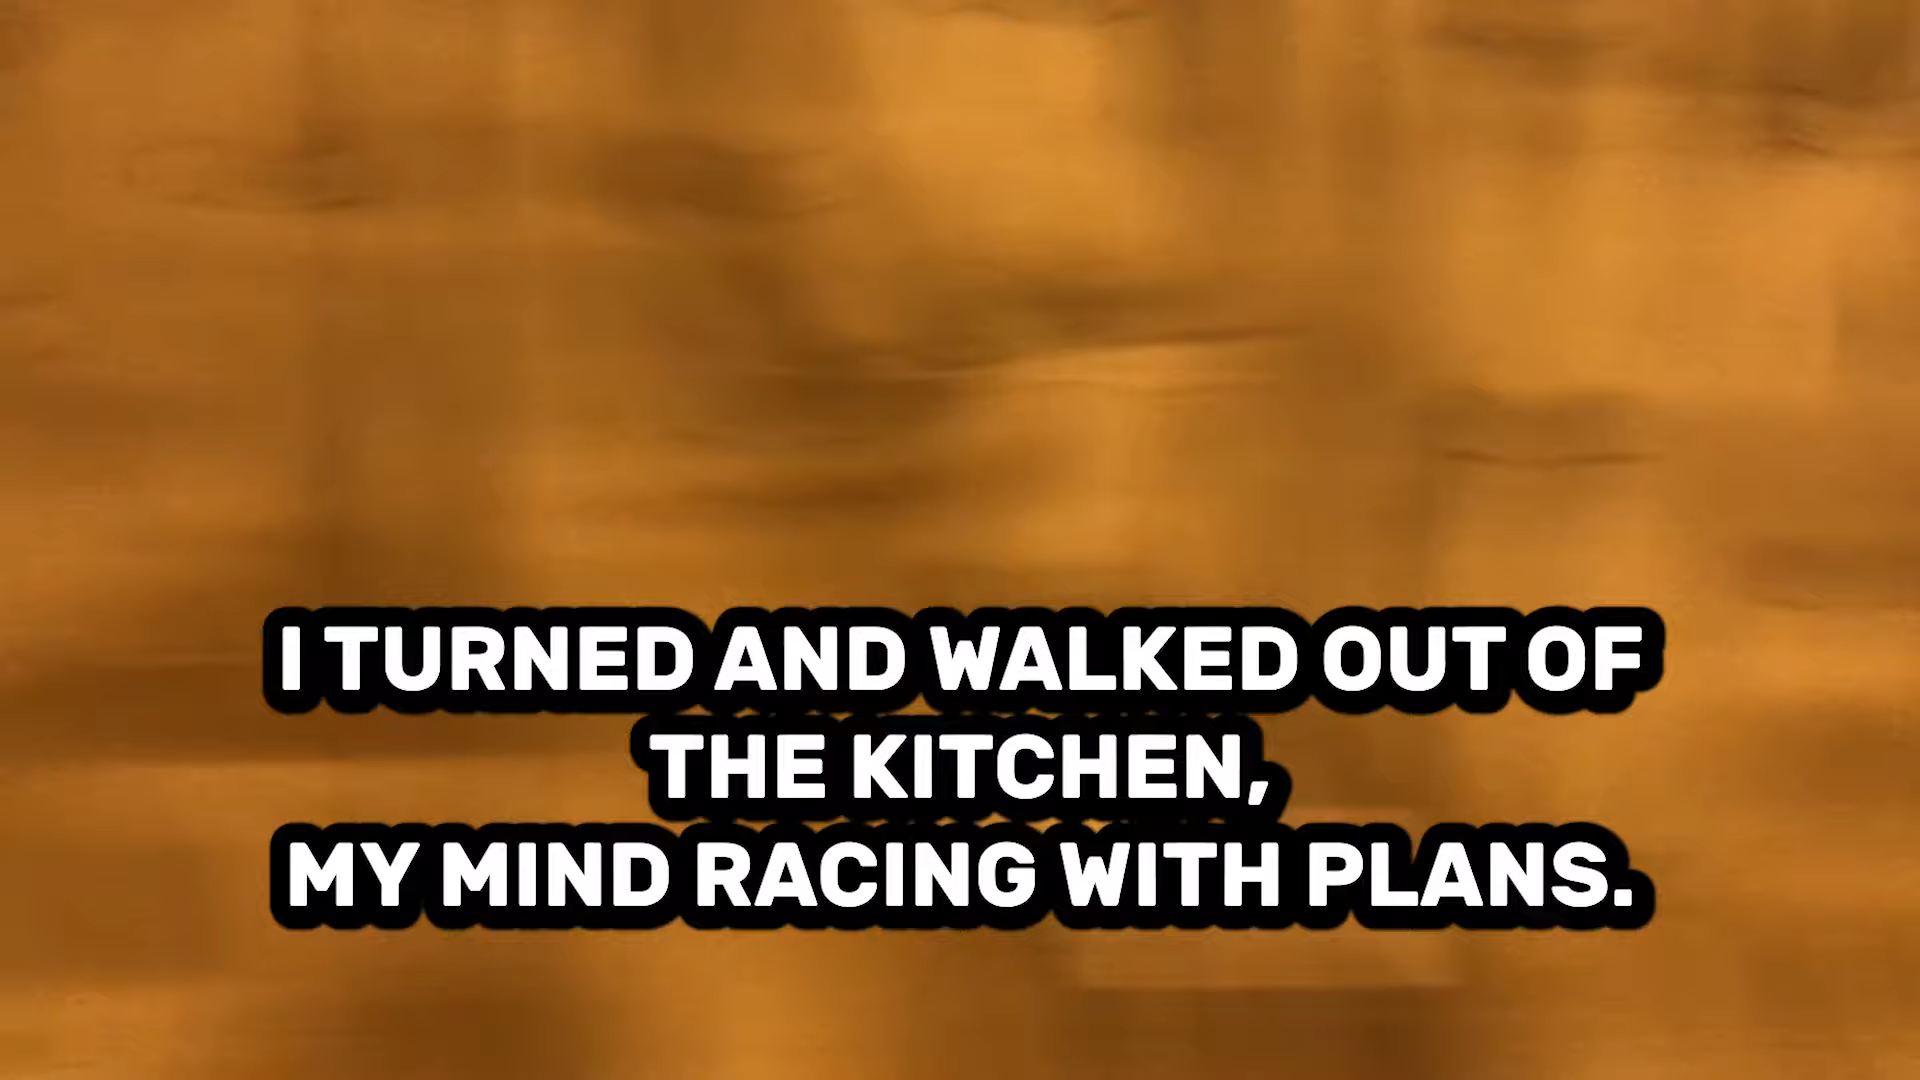 I TURNED AND WALKED OUT OF
THE KITCHEN,
MY MIND RACING WITH PLANS.